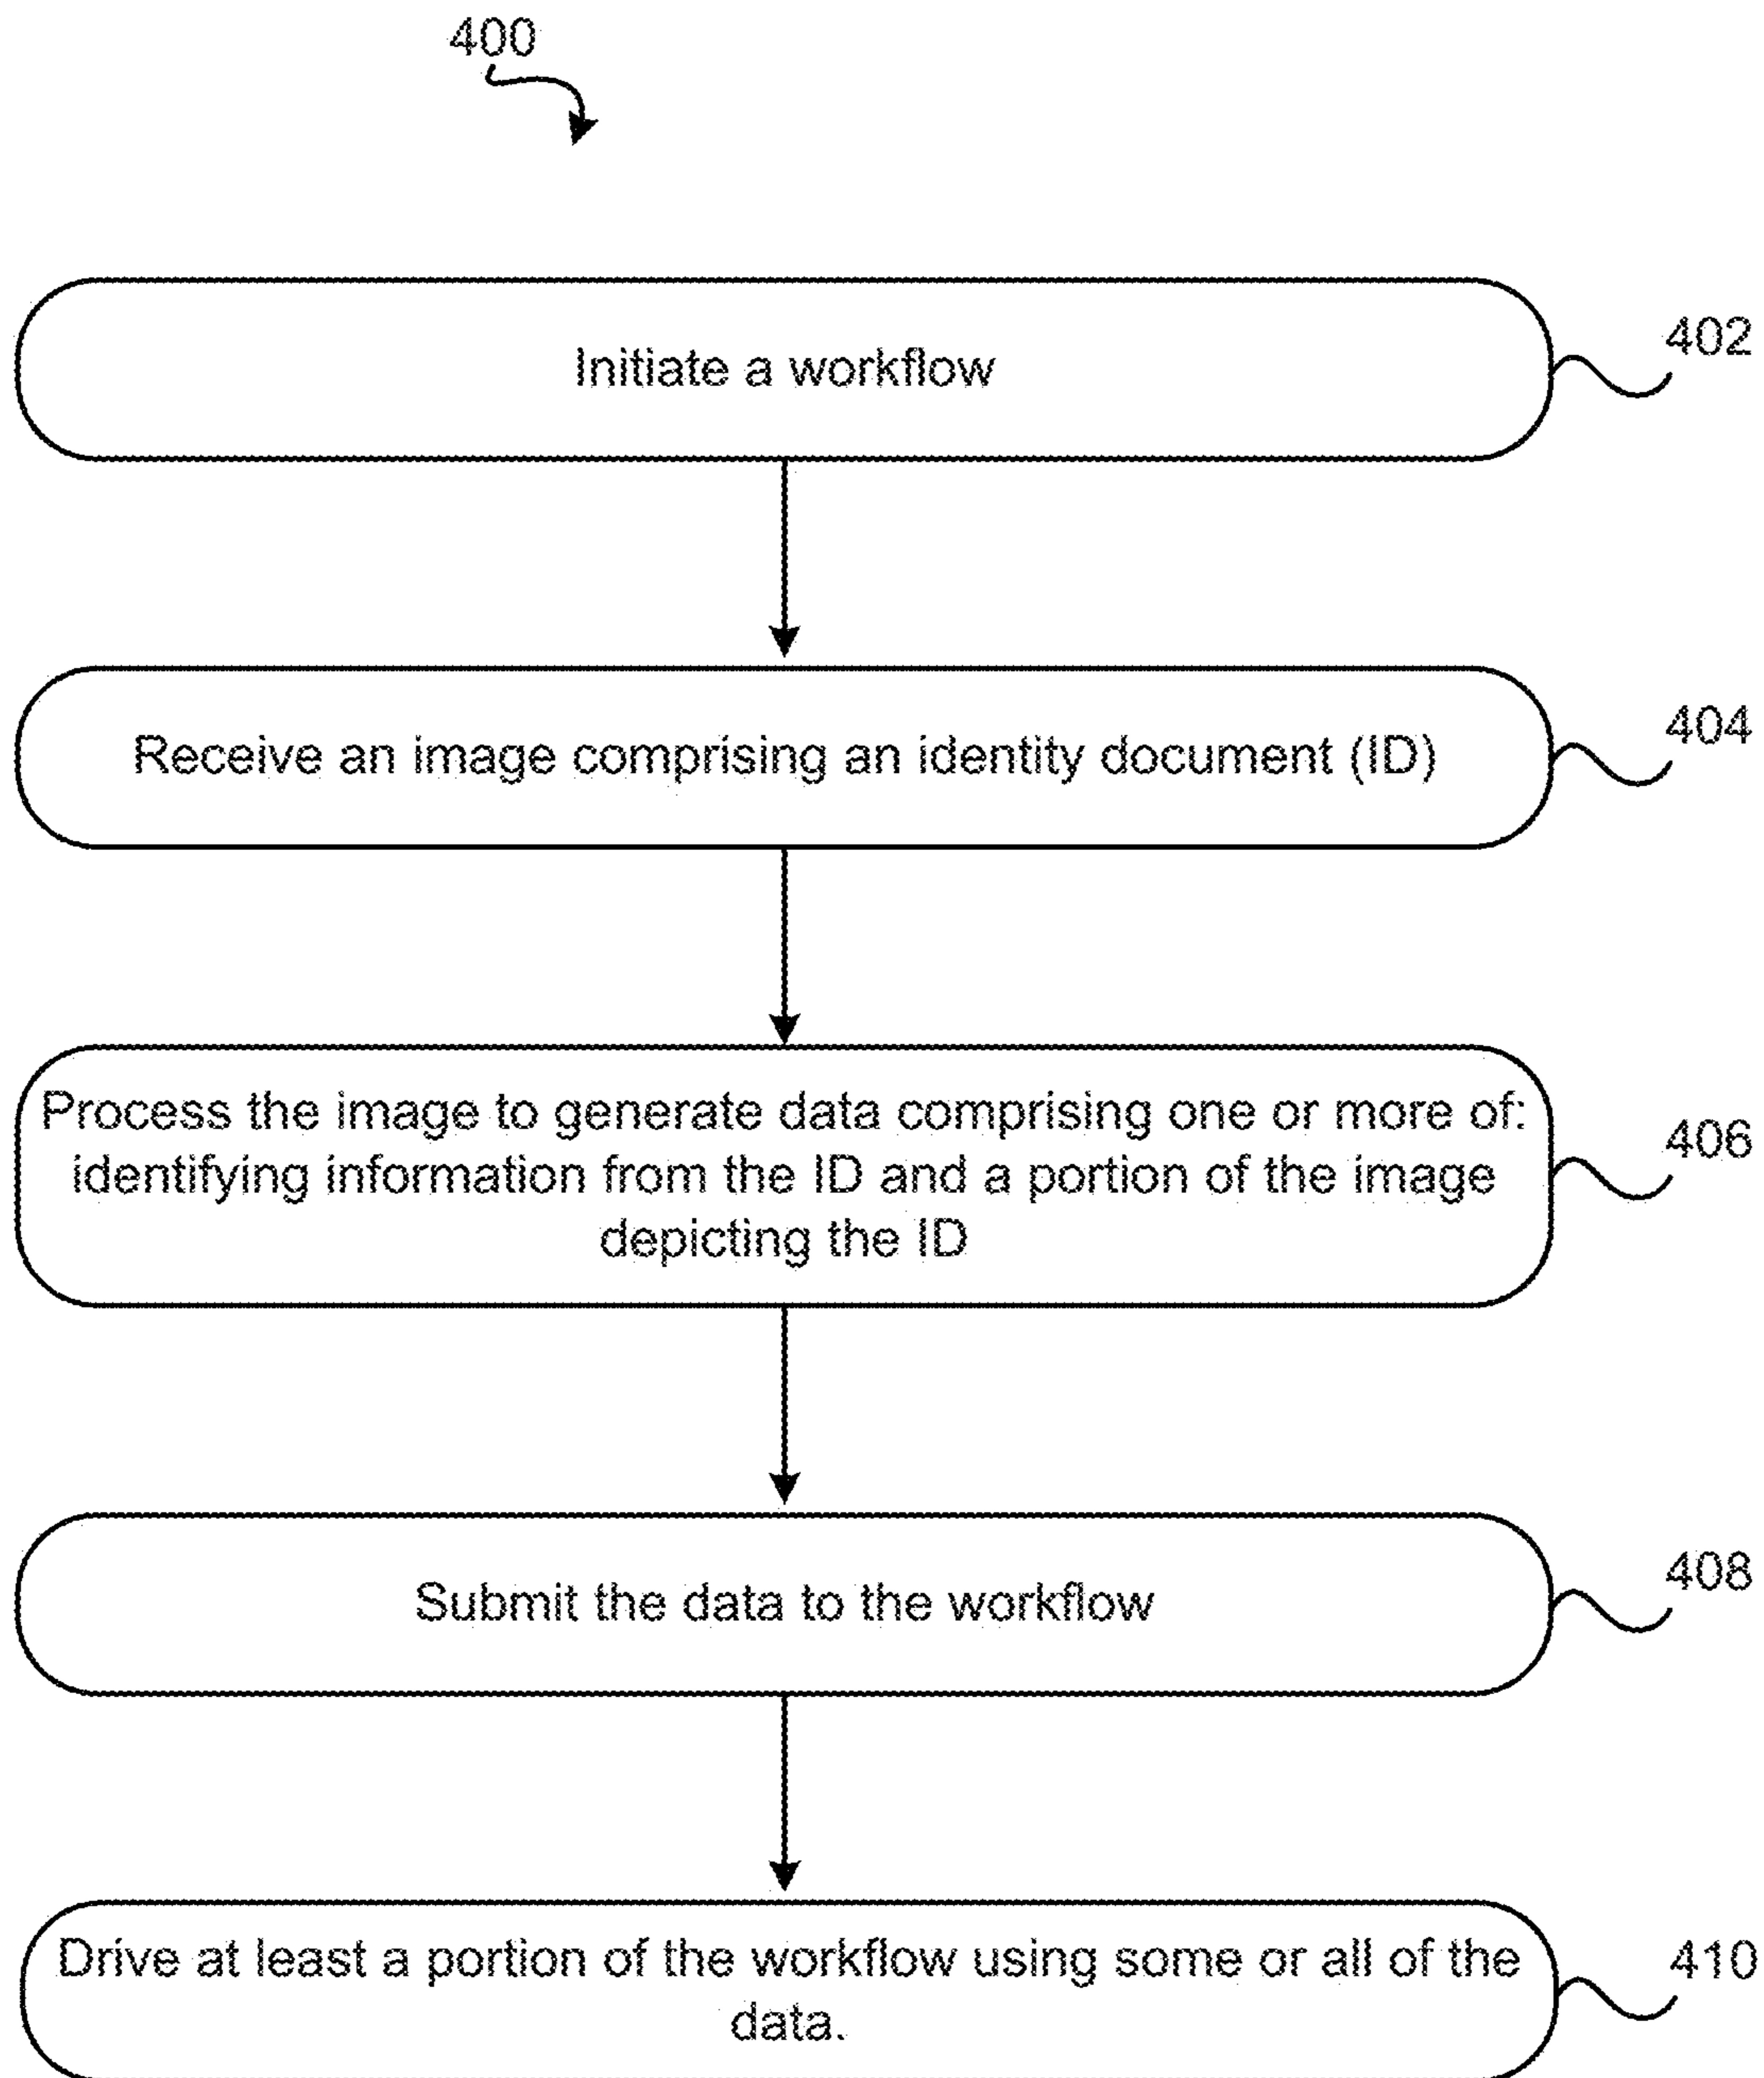 400
Initiate a workflow
402
Receive an image comprising an identity document (ID)
404
Process the image to generate data comprising one or more of:
identifying information from the ID and a portion of the image
depicting the ID
406
Submit the data to the workflow
408
Drive at least a portion of the workflow using some or all of the
data.
410